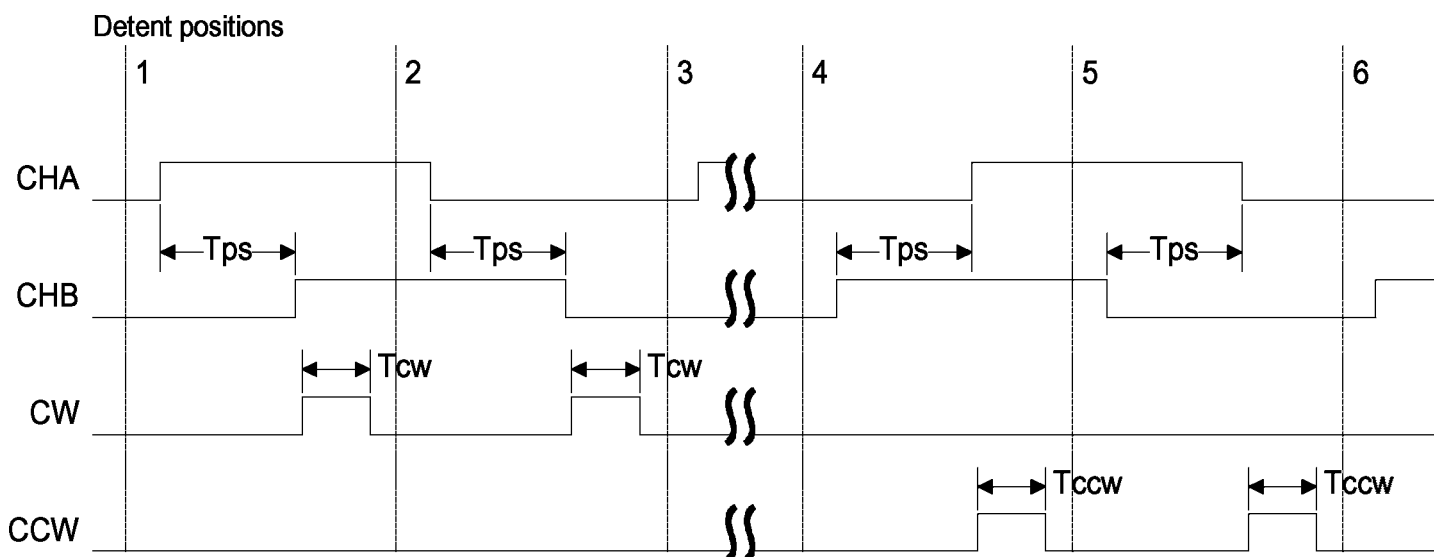 Detent positions
1 2 3 4 5 6
CHA
Tps Tps Tps Tps
CHB
Tcw Tcw
CW
Tccw Tccw
CCW